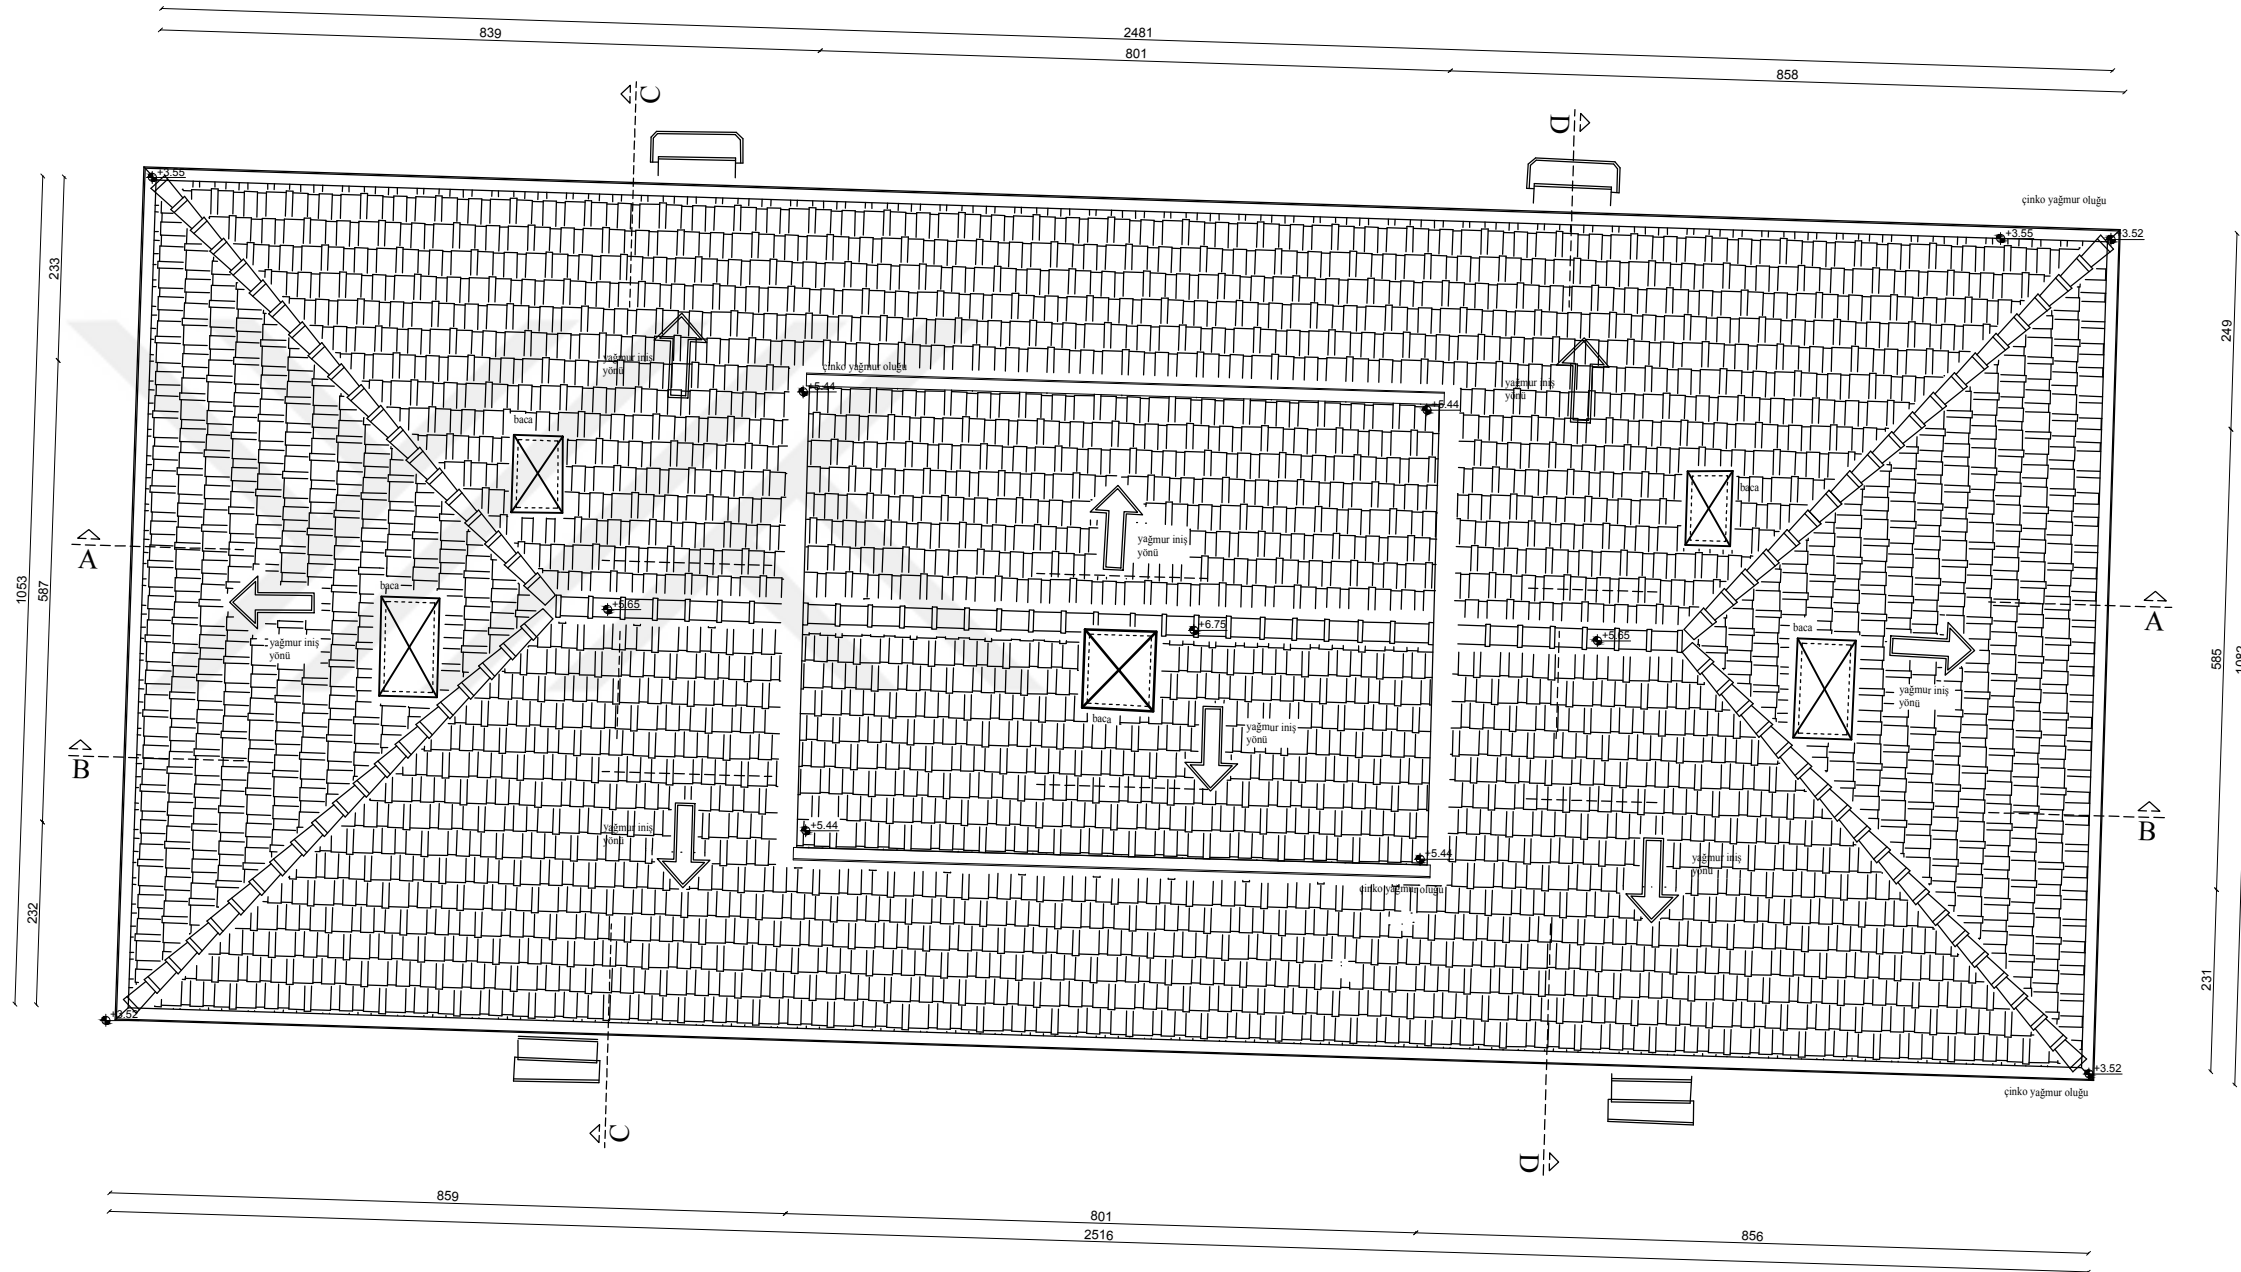 2481
839
801
858
C
D
çinko yağmur oluğu
+3.55
+3.55
+3.52
233
249
yağmur iniş
yönü
çinko yağmur oluğu
yağmur iniş
yönü
+5.44
+5.44
baca
baca
A
yağmur iniş
yönü
1053
587
baca
+5.65
+6.75
+5.65
baca
A
yağmur iniş
yönü
585
yağmur iniş
yönü
baca
yağmur iniş
yönü
B
B
yağmur iniş
yönü
+5.44
+5.44
yağmur iniş
yönü
çinko yağmur oluğu
232
231
+3.52
+3.52
çinko yağmur oluğu
C
D
859
801
856
2516